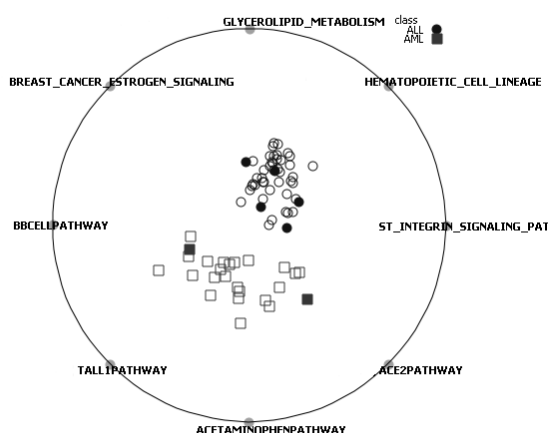 GLYCEROLIPID_METABOLISM
class
ALL
AML
BREAST_CANCER_ESTROGEN_SIGNALING
HEMATOPOIETIC_CELL_LINEAGE
BBCELLPATHWAY
ST_INTEGRIN_SIGNALING_PAT
TALL1PATHWAY
ACE2PATHWAY
ACETAMINOPHENPATHWAY